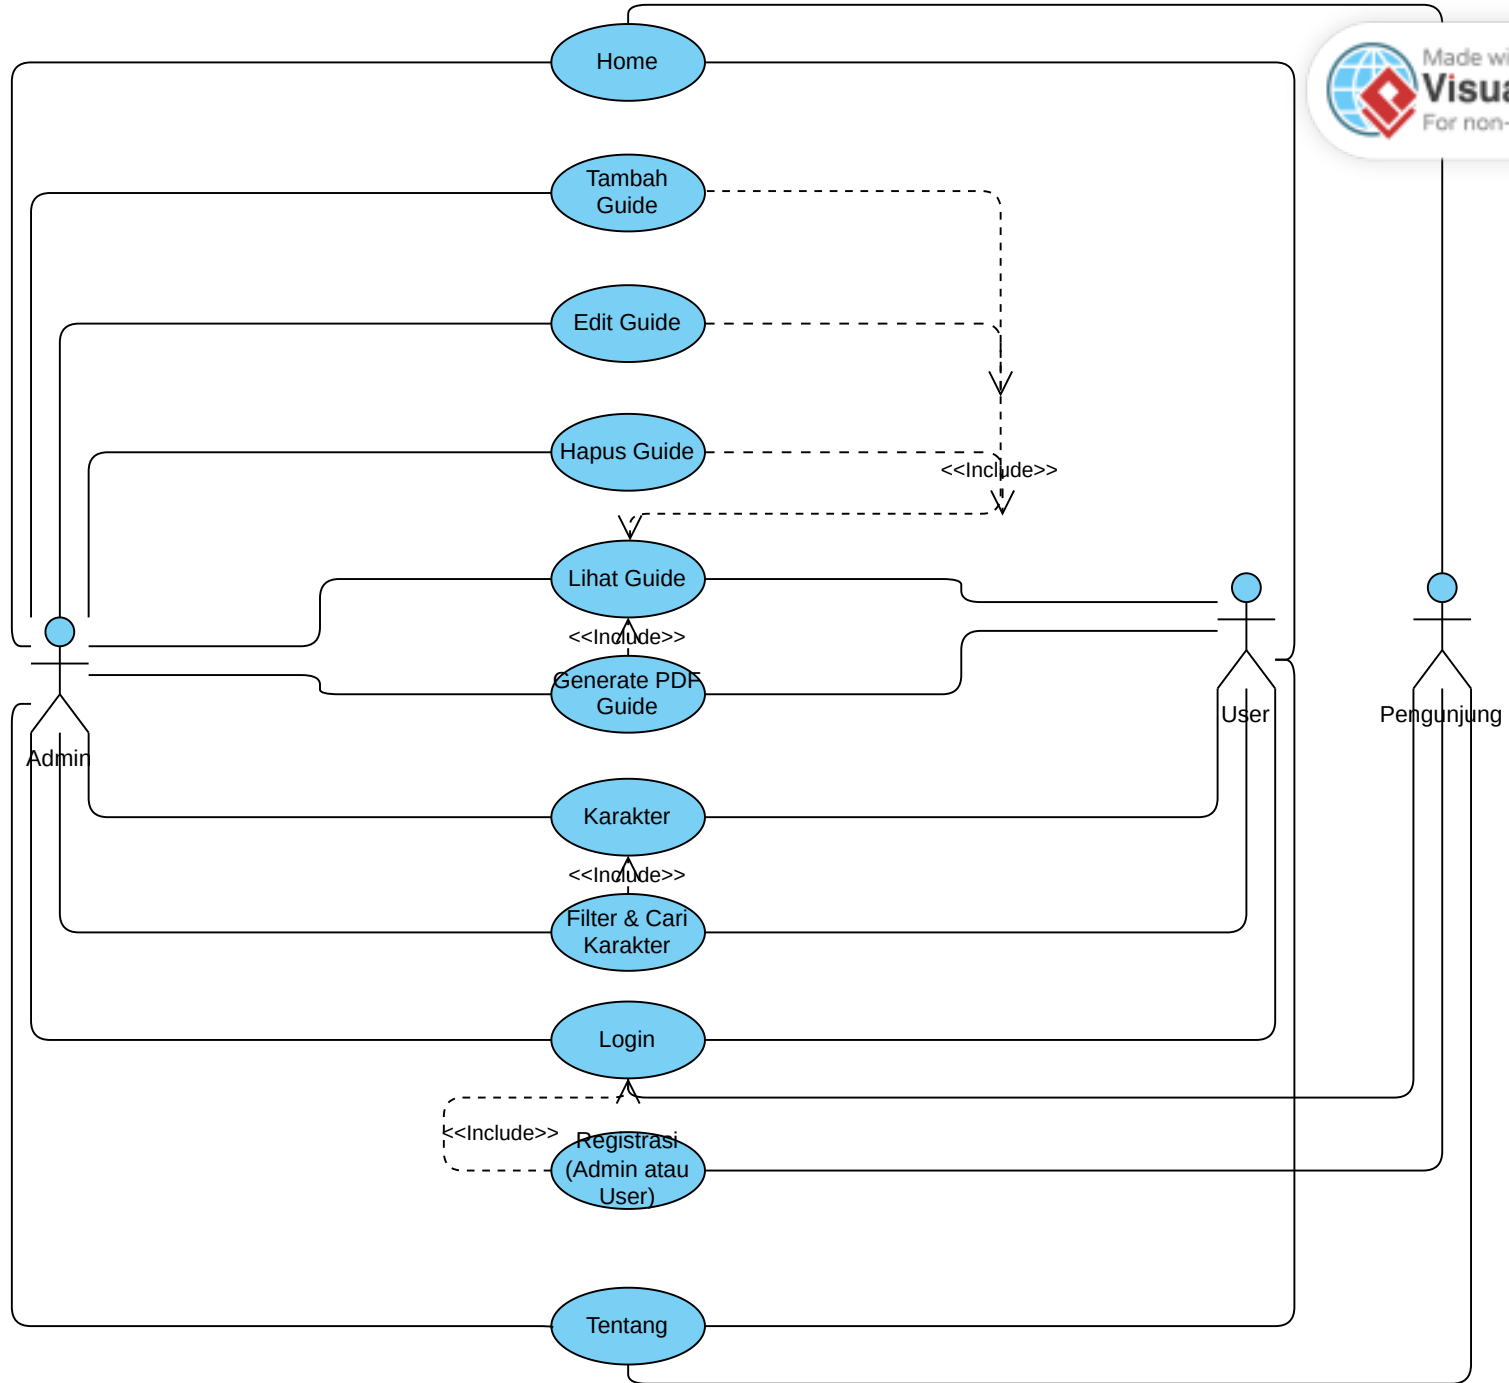 Home
Made wi
Visua
For non-
Tambah
Guide
Edit Guide
Hapus Guide
<<Include>>
Lihat Guide
<<Include>>
Generate PDF
Guide
User
Pengunjung
Admin
Karakter
<<Include>>
Filter & Cari
Karakter
Login
<<Include>>
Registrasi
(Admin atau
User)
Tentang